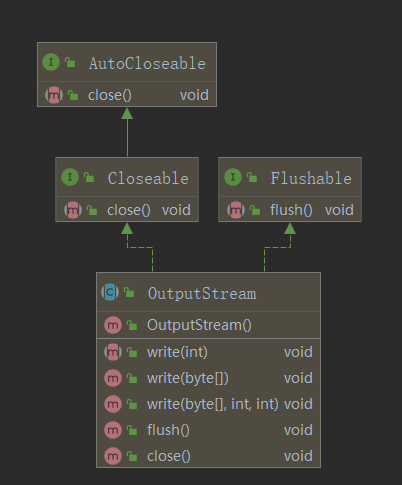 I AutoCloseable
m close() void
I Closeable
m close() void
I Flushable
m flush() void
C OutputStream
m OutputStream()
m write(int) void
m write(byte[]) void
m write(byte[], int, int) void
m flush() void
m close() void